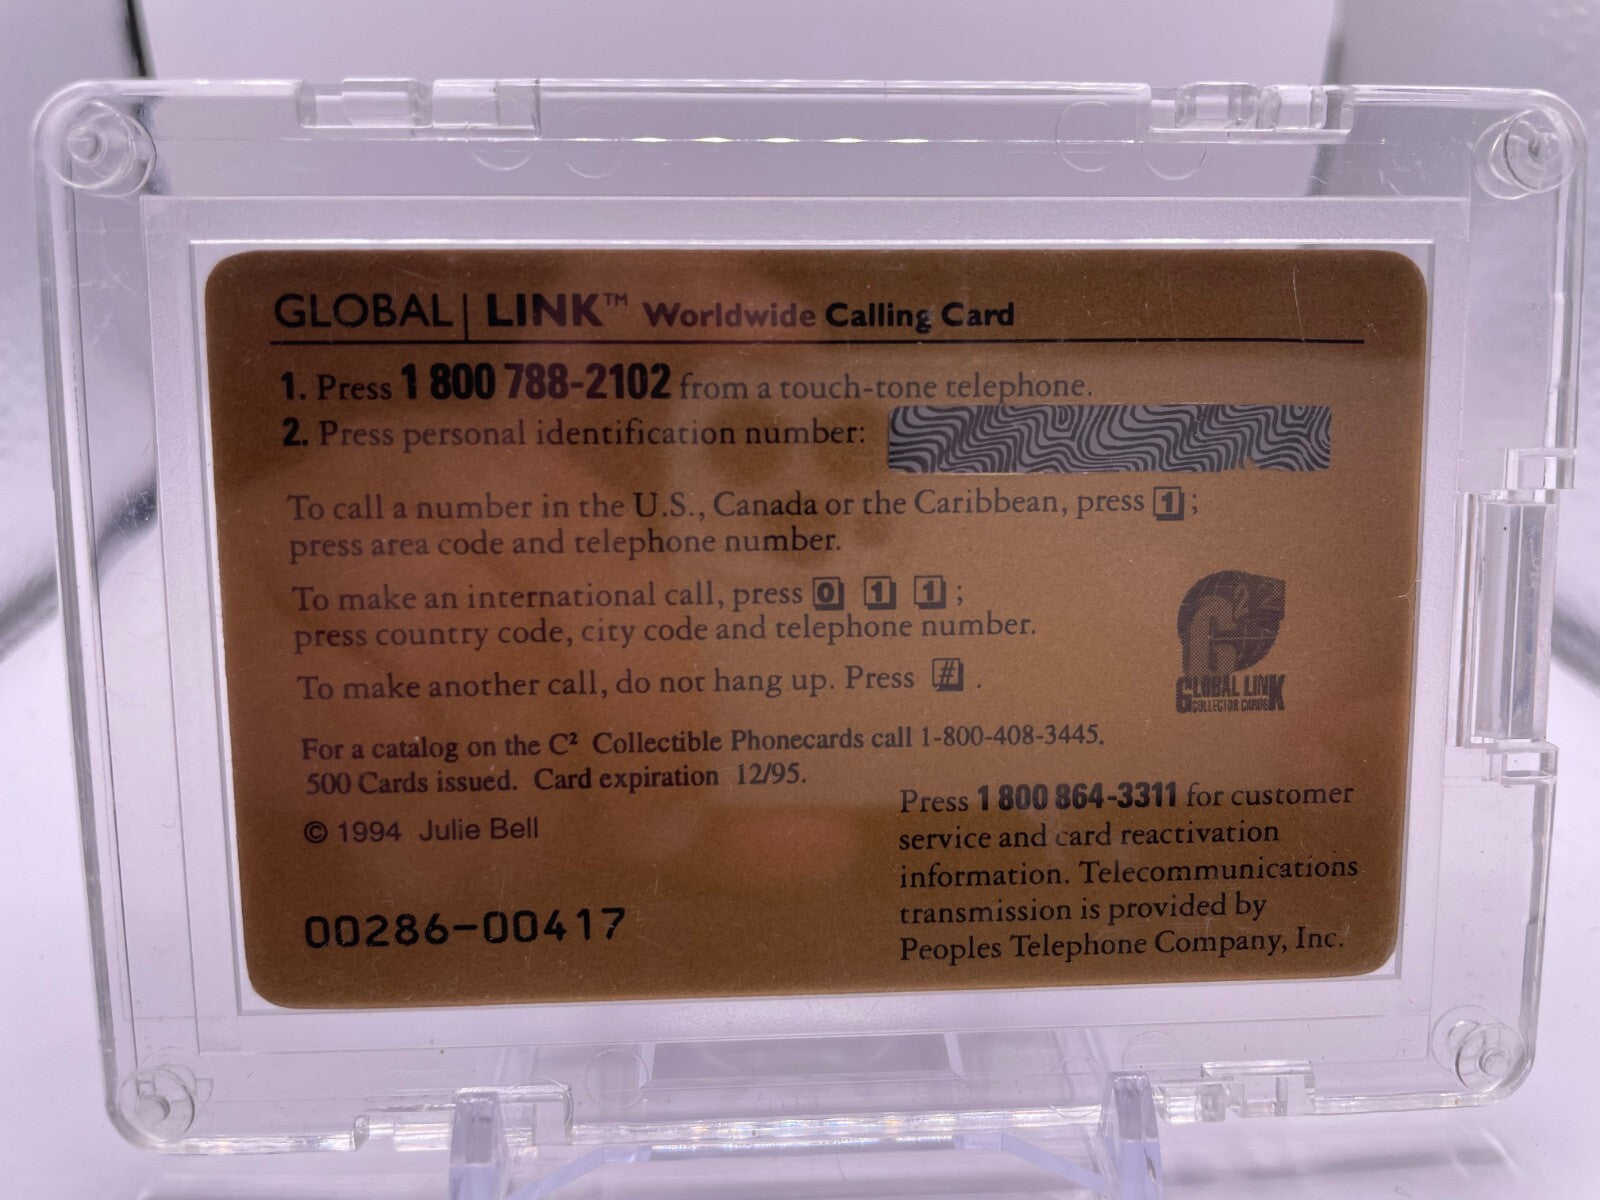 GLOBAL | LINK™ Worldwide Calling Card
1. Press 1 800 788-2102 from a touch-tone telephone.
2. Press personal identification number:
To call a number in the U.S., Canada or the Caribbean, press 1;
press area code and telephone number.
To make an international call, press 0 1 1;
press country code, city code and telephone number.
To make another call, do not hang up. Press #.
For a catalog on the C² Collectible Phonecards call 1-800-408-3445.
500 Cards issued. Card expiration 12/95.
© 1994 Julie Bell
00286-00417
C²
GLOBAL LINK
COLLECTOR CARDS
Press 1 800 864-3311 for customer
service and card reactivation
information. Telecommunications
transmission is provided by
Peoples Telephone Company, Inc.